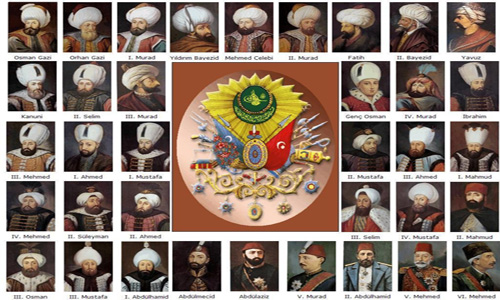 Osman Gazi Orhan Gazi I. Murad Yıldırım Bayezid Mehmed Çelebi II. Murad Fatih II. Bayezid Yavuz
Kanuni II. Selim III. Murad Genç Osman IV. Murad İbrahim
III. Mehmed I. Ahmed I. Mustafa II. Mustafa III. Ahmed I. Mahmud
IV. Mehmed II. Süleyman II. Ahmed III. Selim IV. Mustafa II. Mahmud
III. Osman III. Mustafa I. Abdülhamid Abdülmecid Abdülaziz V. Murad II. Abdülhamid V. Mehmed VI. Mehmed